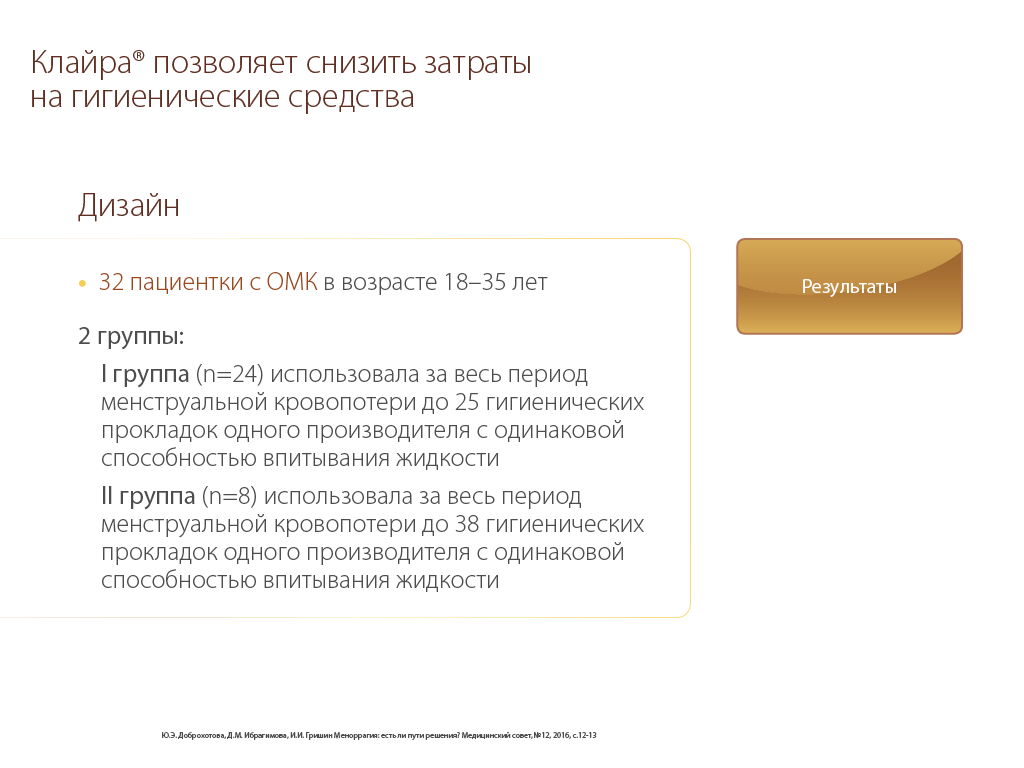 Клайра® позволяет снизить затраты
на гигиенические средства
Дизайн
• 32 пациентки с ОМК в возрасте 18–35 лет
Результаты
2 группы:
I группа (n=24) использовала за весь период
менструальной кровопотери до 25 гигиенических
прокладок одного производителя с одинаковой
способностью впитывания жидкости
II группа (n=8) использовала за весь период
менструальной кровопотери до 38 гигиенических
прокладок одного производителя с одинаковой
способностью впитывания жидкости
Ю.Э. Доброхотова, Д.М. Ибрагимова, И.И. Гришин Меноррагия: есть ли пути решения? Медицинский совет, №12, 2016, с.12-13